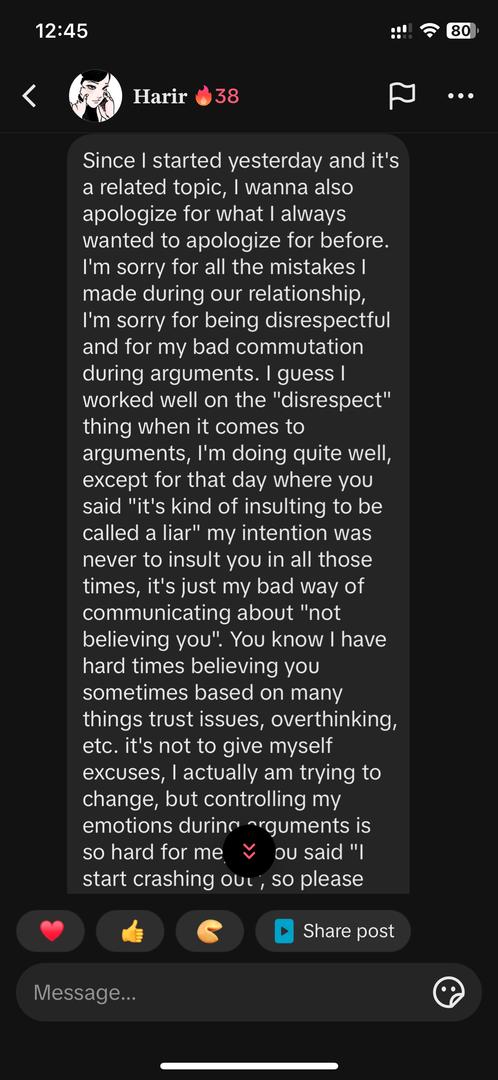 12:45
80
Harir 🔥38
Since I started yesterday and it's
a related topic, I wanna also
apologize for what I always
wanted to apologize for before.
I'm sorry for all the mistakes I
made during our relationship,
I'm sorry for being disrespectful
and for my bad commutation
during arguments. I guess I
worked well on the "disrespect"
thing when it comes to
arguments, I'm doing quite well,
except for that day where you
said "it's kind of insulting to be
called a liar" my intention was
never to insult you in all those
times, it's just my bad way of
communicating about "not
believing you". You know I have
hard times believing you
sometimes based on many
things trust issues, overthinking,
etc. it's not to give myself
excuses, I actually am trying to
change, but controlling my
emotions during arguments is
so hard for me ou said "I
start crashing out", so please
Share post
Message...